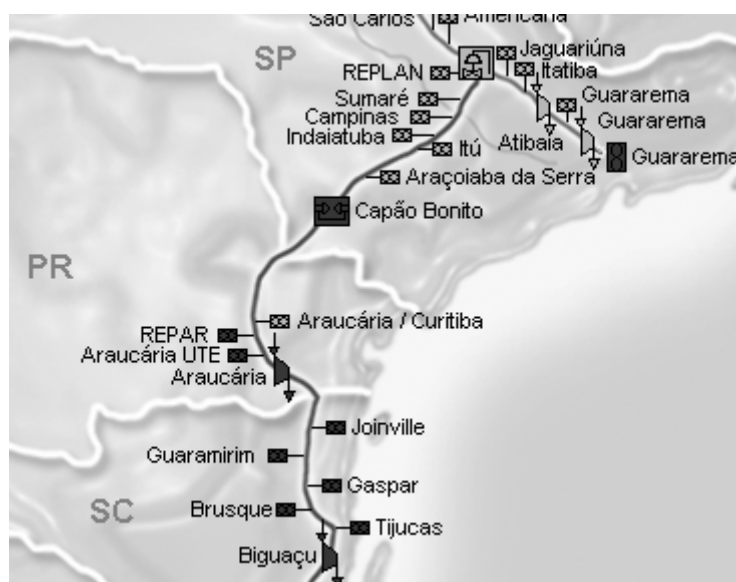 São Carlos
Americana
SP
Jaguariúna
REPLAN
Itatiba
Sumaré
Guararema
Campinas
Guararema
Indaiatuba
Itú
Atibaia
Guararema
Araçoiaba da Serra
Capão Bonito
PR
Araucária / Curitiba
REPAR
Araucária UTE
Araucária
Joinville
Guaramirim
Gaspar
SC
Brusque
Tijucas
Biguaçu